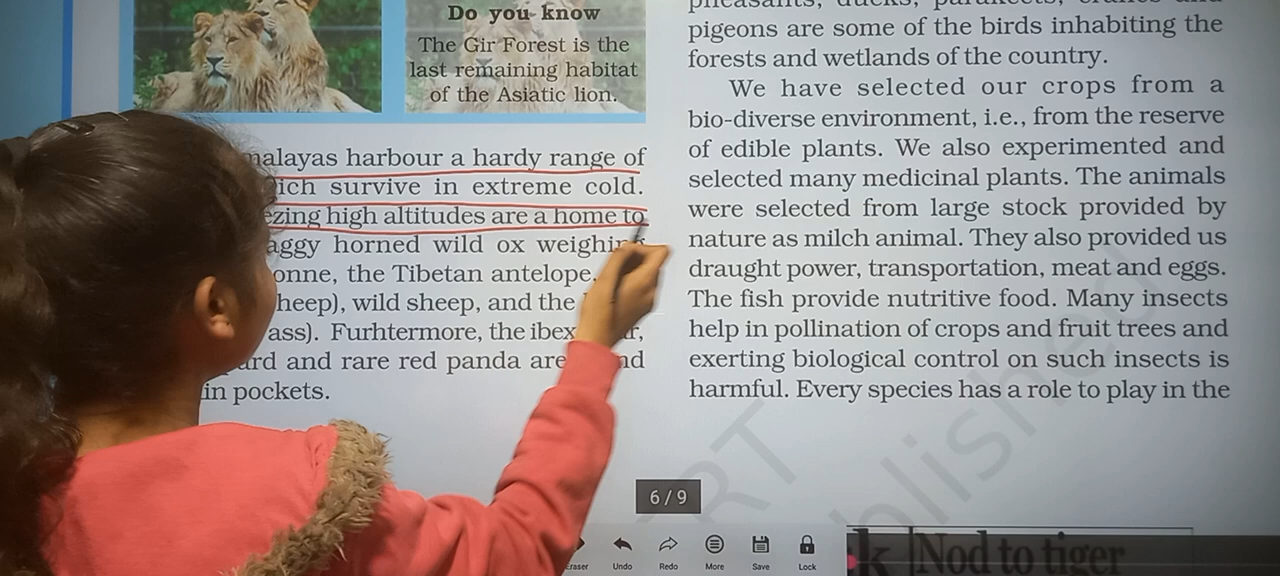 Do you know
The Gir Forest is the
last remaining habitat
of the Asiatic lion.
malayas harbour a hardy range of
ich survive in extreme cold.
ezing high altitudes are a home to
aggy horned wild ox weighing
onne, the Tibetan antelope,
heep), wild sheep, and the
ass). Furhtermore, the ibex
and rare red panda are
in pockets.
pheasants, ducks, parakeets, cranes and
pigeons are some of the birds inhabiting the
forests and wetlands of the country.
We have selected our crops from a
bio-diverse environment, i.e., from the reserve
of edible plants. We also experimented and
selected many medicinal plants. The animals
were selected from large stock provided by
nature as milch animal. They also provided us
draught power, transportation, meat and eggs.
The fish provide nutritive food. Many insects
help in pollination of crops and fruit trees and
exerting biological control on such insects is
harmful. Every species has a role to play in the
6 / 9
Eraser
Undo
Redo
More
Save
Lock
k
Nod to tiger